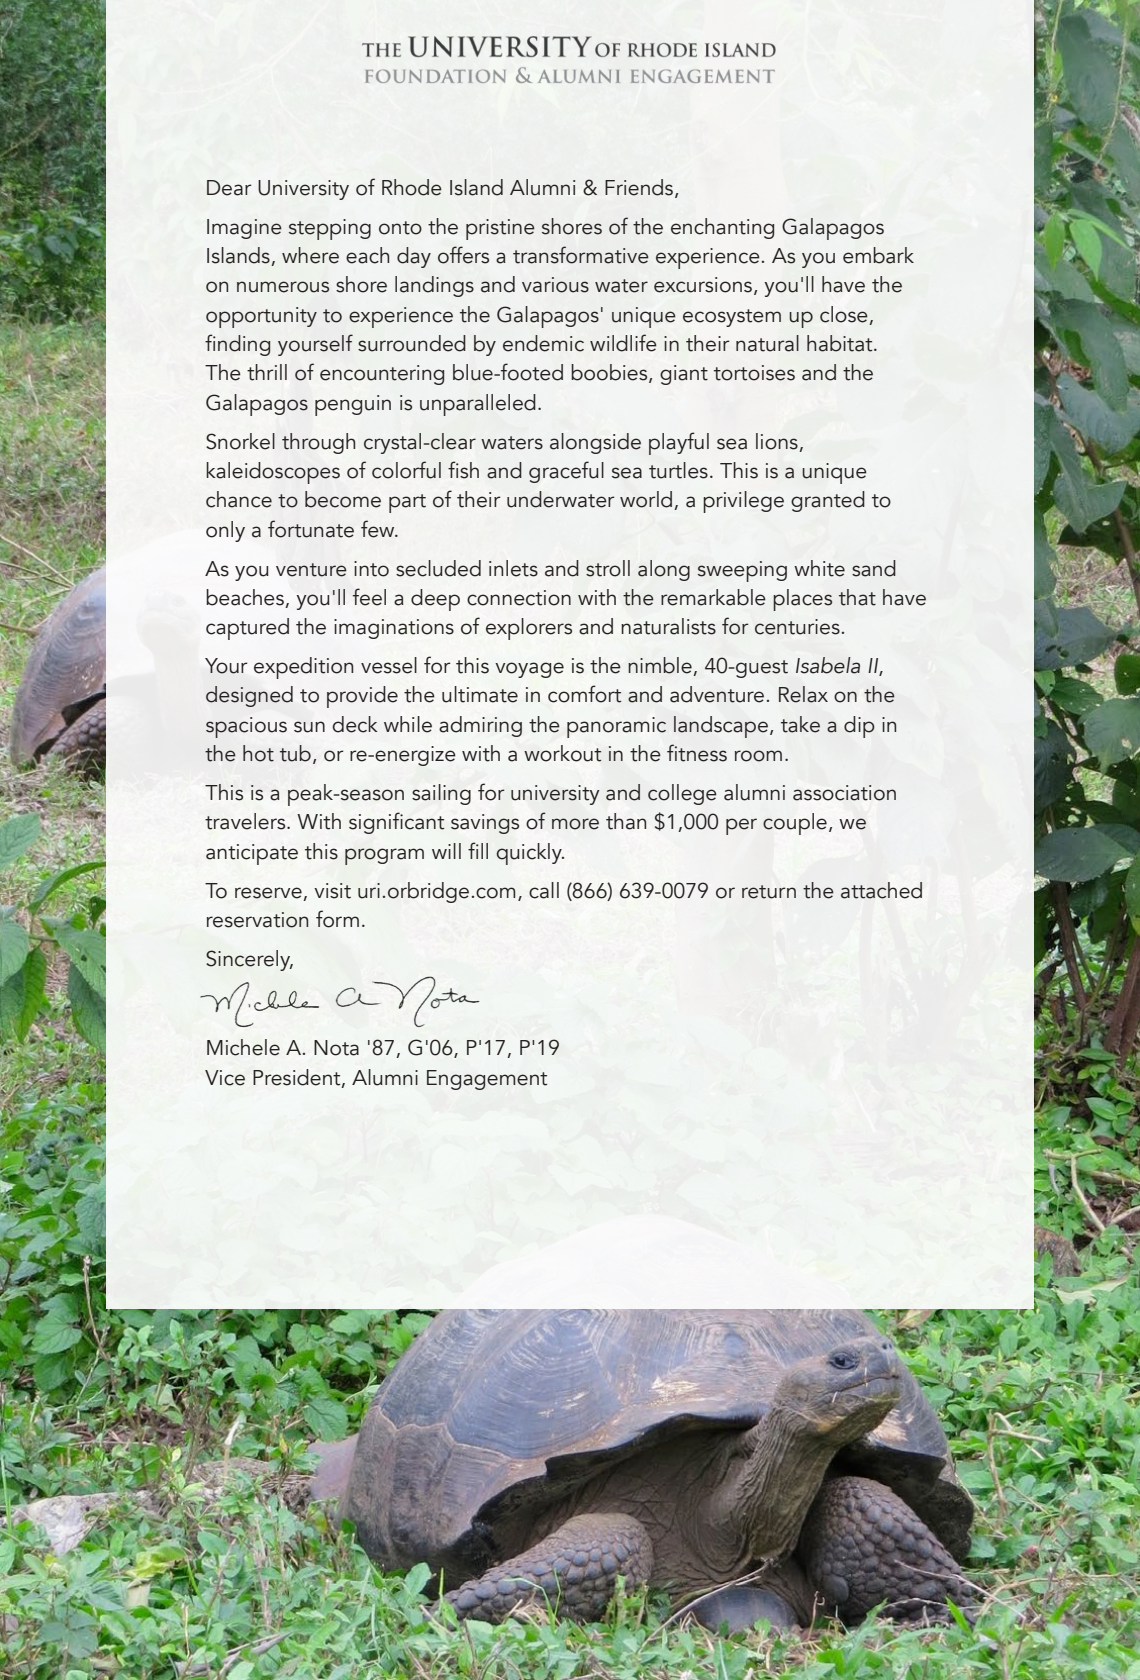 THE UNIVERSITY OF RHODE ISLAND
FOUNDATION & ALUMNI ENGAGEMENT
Dear University of Rhode Island Alumni & Friends,
Imagine stepping onto the pristine shores of the enchanting Galapagos
Islands, where each day offers a transformative experience. As you embark
on numerous shore landings and various water excursions, you'll have the
opportunity to experience the Galapagos' unique ecosystem up close,
finding yourself surrounded by endemic wildlife in their natural habitat.
The thrill of encountering blue-footed boobies, giant tortoises and the
Galapagos penguin is unparalleled.
Snorkel through crystal-clear waters alongside playful sea lions,
kaleidoscopes of colorful fish and graceful sea turtles. This is a unique
chance to become part of their underwater world, a privilege granted to
only a fortunate few.
As you venture into secluded inlets and stroll along sweeping white sand
beaches, you'll feel a deep connection with the remarkable places that have
captured the imaginations of explorers and naturalists for centuries.
Your expedition vessel for this voyage is the nimble, 40-guest Isabela II,
designed to provide the ultimate in comfort and adventure. Relax on the
spacious sun deck while admiring the panoramic landscape, take a dip in
the hot tub, or re-energize with a workout in the fitness room.
This is a peak-season sailing for university and college alumni association
travelers. With significant savings of more than $1,000 per couple, we
anticipate this program will fill quickly.
To reserve, visit uri.orbridge.com, call (866) 639-0079 or return the attached
reservation form.
Sincerely,
Michele A Nota
Michele A. Nota '87, G'06, P'17, P'19
Vice President, Alumni Engagement